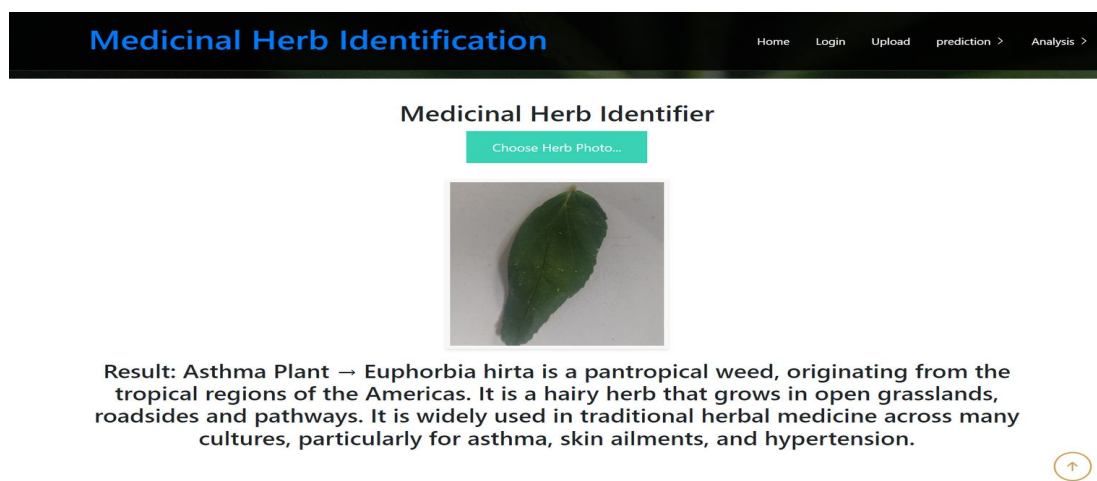 Medicinal Herb Identification
Home Login Upload prediction > Analysis >
Medicinal Herb Identifier
Choose Herb Photo...
Result: Asthma Plant → Euphorbia hirta is a pantropical weed, originating from the
tropical regions of the Americas. It is a hairy herb that grows in open grasslands,
roadsides and pathways. It is widely used in traditional herbal medicine across many
cultures, particularly for asthma, skin ailments, and hypertension.